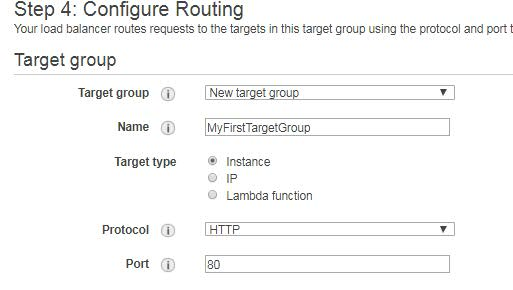 Step 4: Configure Routing
Your load balancer routes requests to the targets in this target group using the protocol and port
Target group
Target group i New target group
Name i MyFirstTargetGroup
Target type Instance
IP
Lambda function
Protocol i HTTP
Port i 80